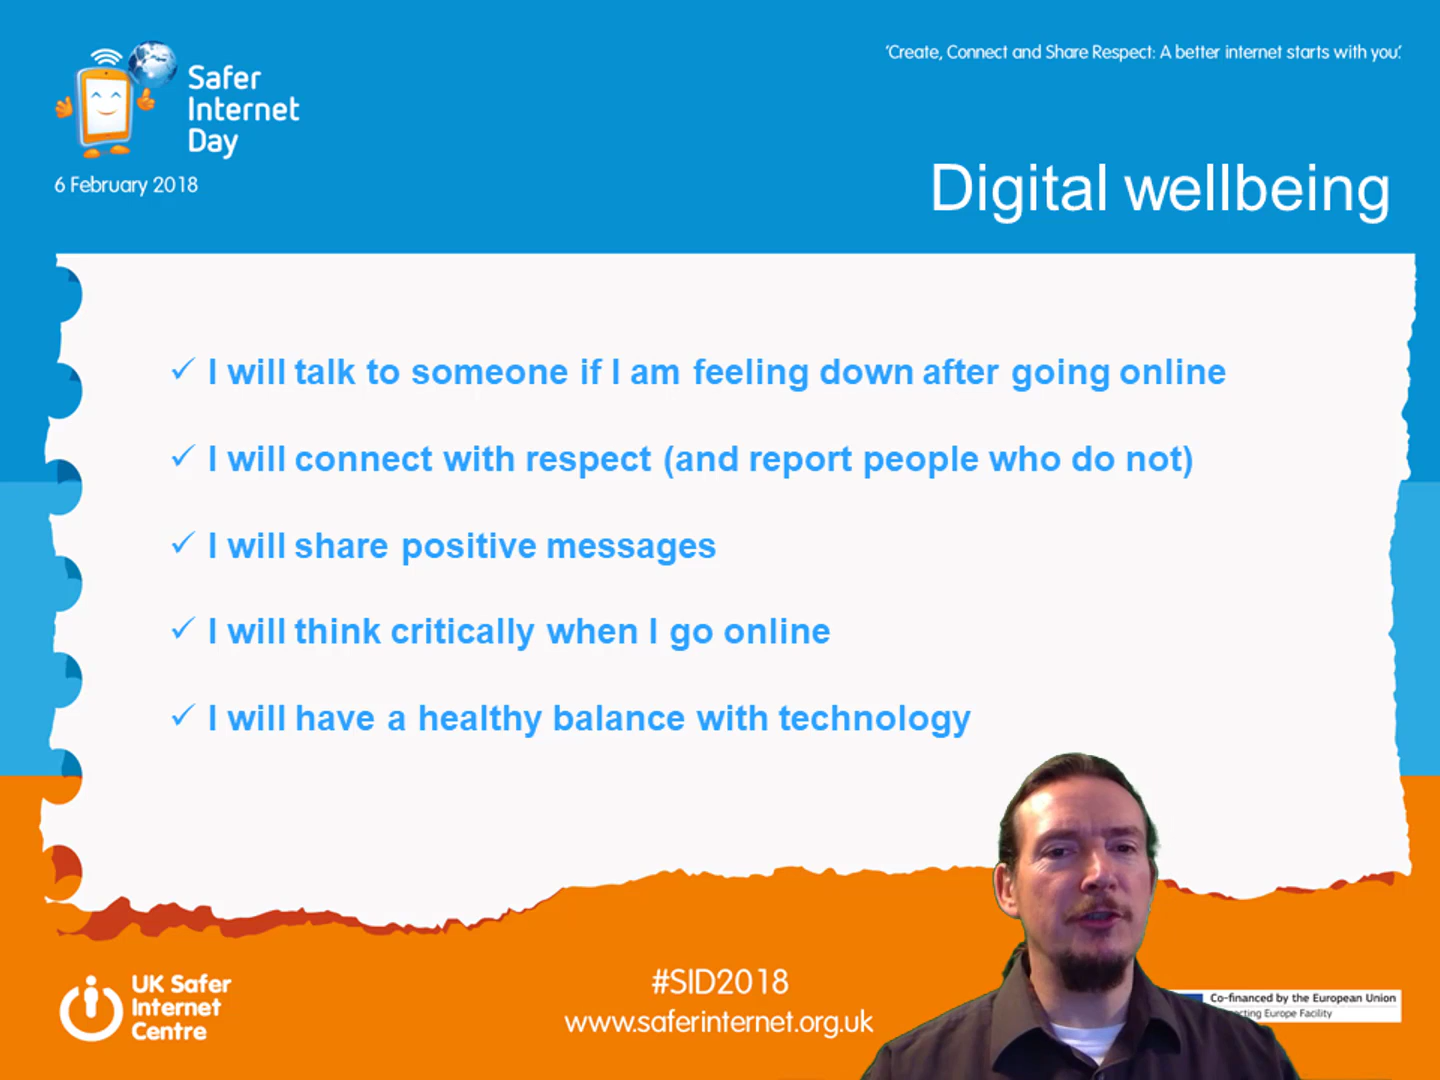 Safer
Internet
Day
6 February 2018
‘Create, Connect and Share Respect: A better internet starts with you.’
Digital wellbeing
✓ I will talk to someone if I am feeling down after going online
✓ I will connect with respect (and report people who do not)
✓ I will share positive messages
✓ I will think critically when I go online
✓ I will have a healthy balance with technology
UK Safer
Internet
Centre
#SID2018
www.saferinternet.org.uk
Co-financed by the European Union
Europe Facility